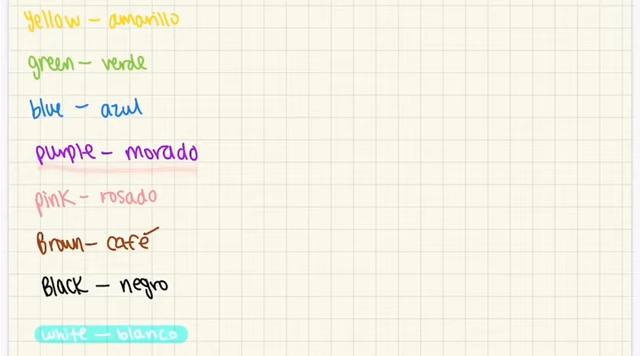 yellow – amarillo
green – verde
blue – azul
purple – morado
pink – rosado
Brown – café
Black – negro
white – blanco